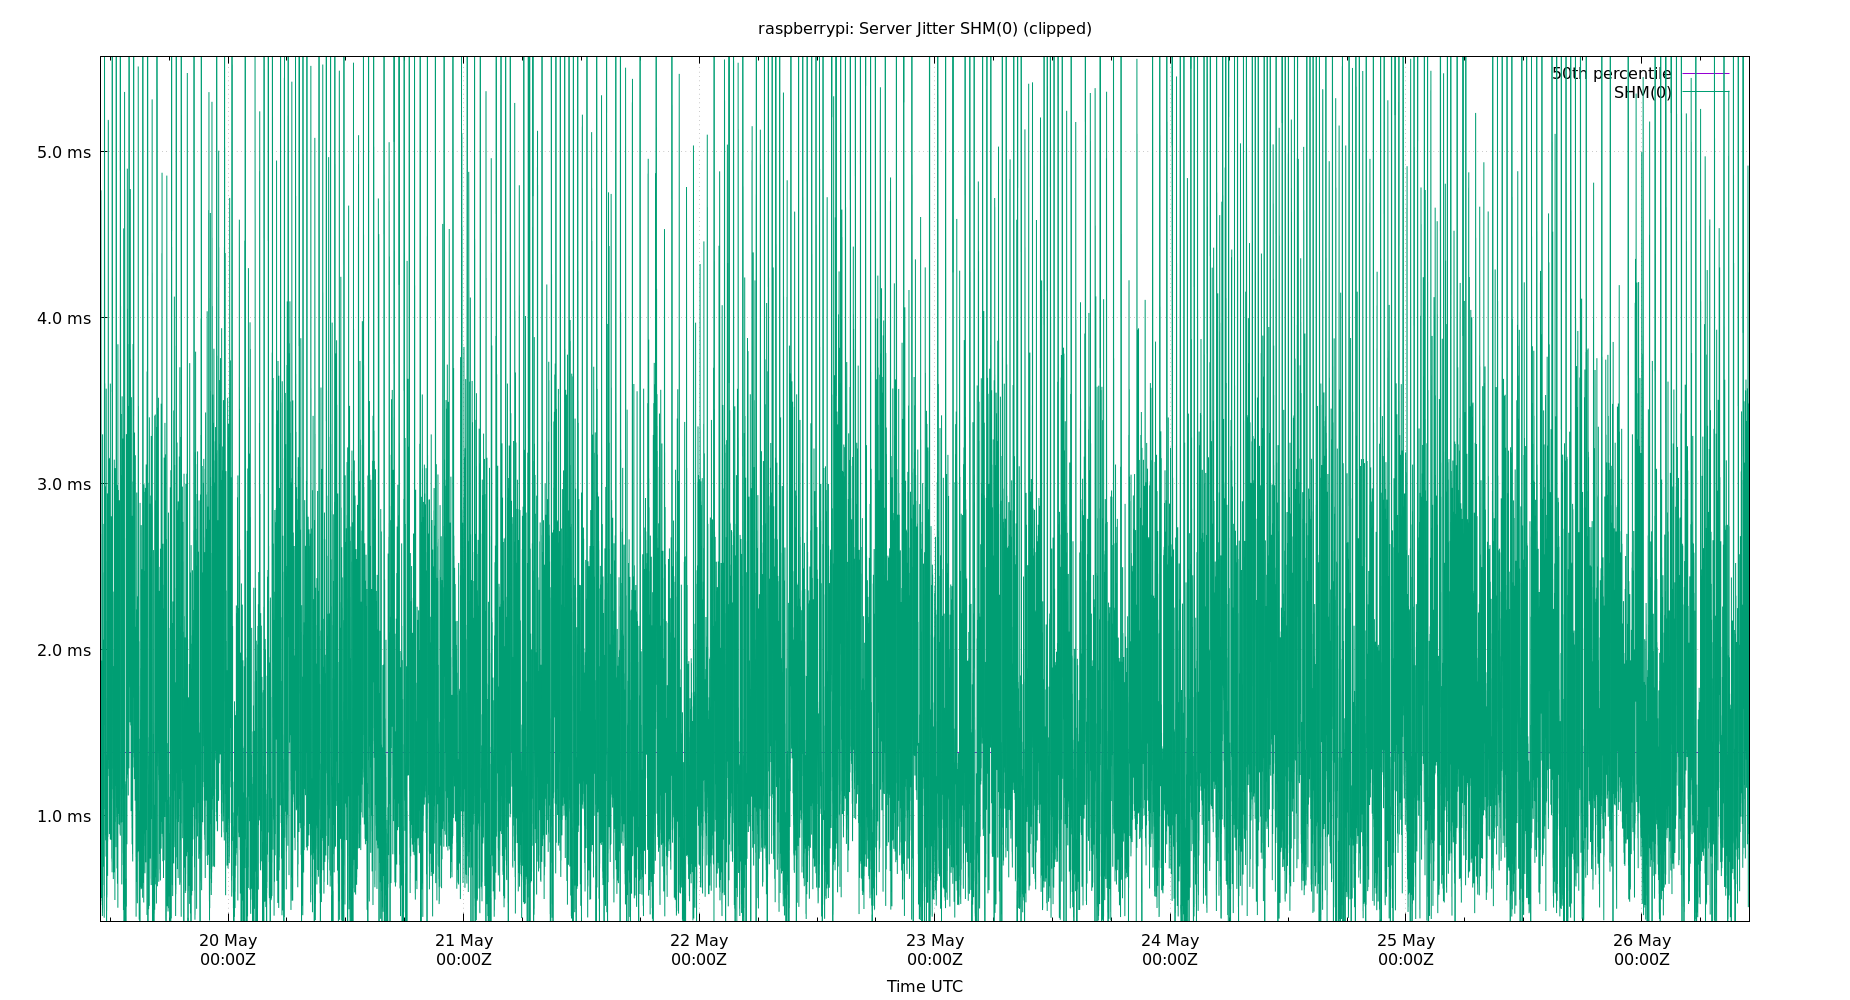 raspberrypi: Server Jitter SHM(0) (clipped)
50th percentile
SHM(0)
5.0 ms
4.0 ms
3.0 ms
2.0 ms
1.0 ms
20 May 21 May 22 May 23 May 24 May 25 May 26 May
00:00Z 00:00Z 00:00Z 00:00Z 00:00Z 00:00Z 00:00Z
Time UTC